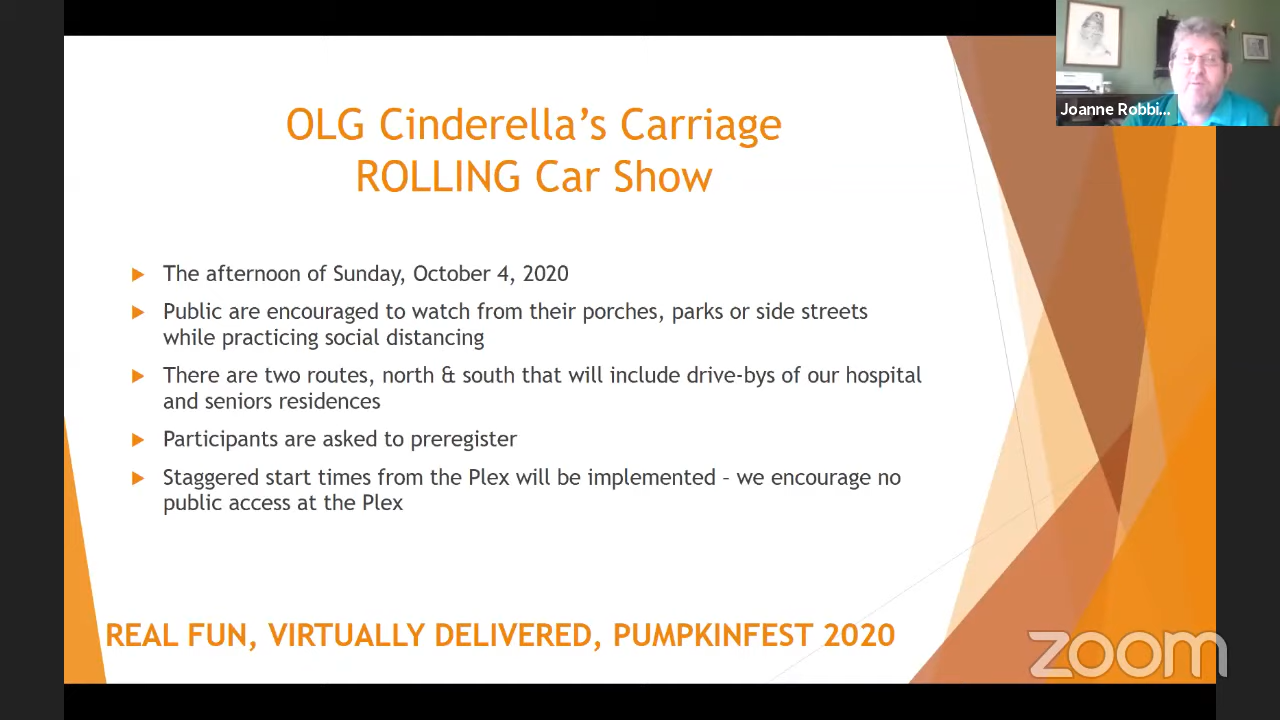 Joanne Robbi...
OLG Cinderella’s Carriage
ROLLING Car Show
The afternoon of Sunday, October 4, 2020
Public are encouraged to watch from their porches, parks or side streets
while practicing social distancing
There are two routes, north & south that will include drive-bys of our hospital
and seniors residences
Participants are asked to preregister
Staggered start times from the Plex will be implemented – we encourage no
public access at the Plex
REAL FUN, VIRTUALLY DELIVERED, PUMPKINFEST 2020
zoom